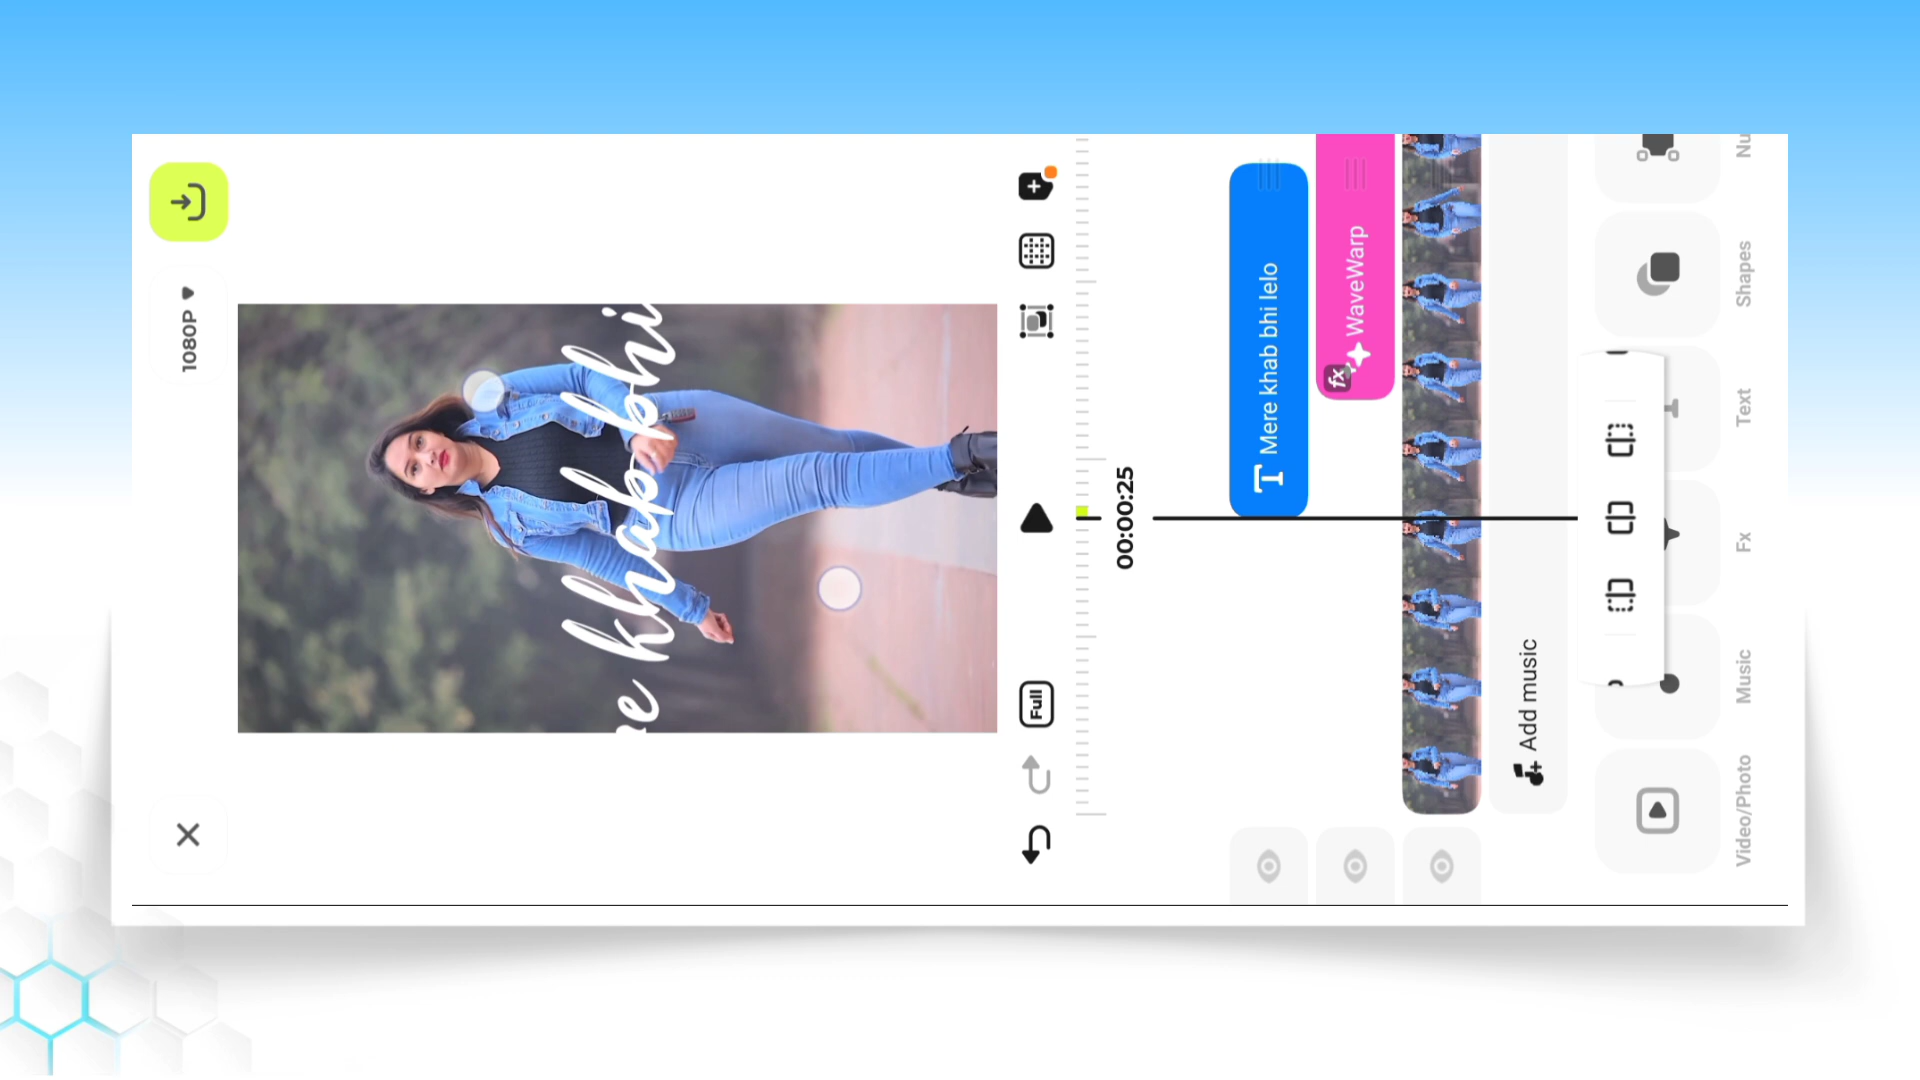 1080P
re khab bhi
Full
00:00:25
T Mere khab bhi lelo
fx WaveWarp
Add music
Video/Photo
Music
Fx
Text
Shapes
Nu